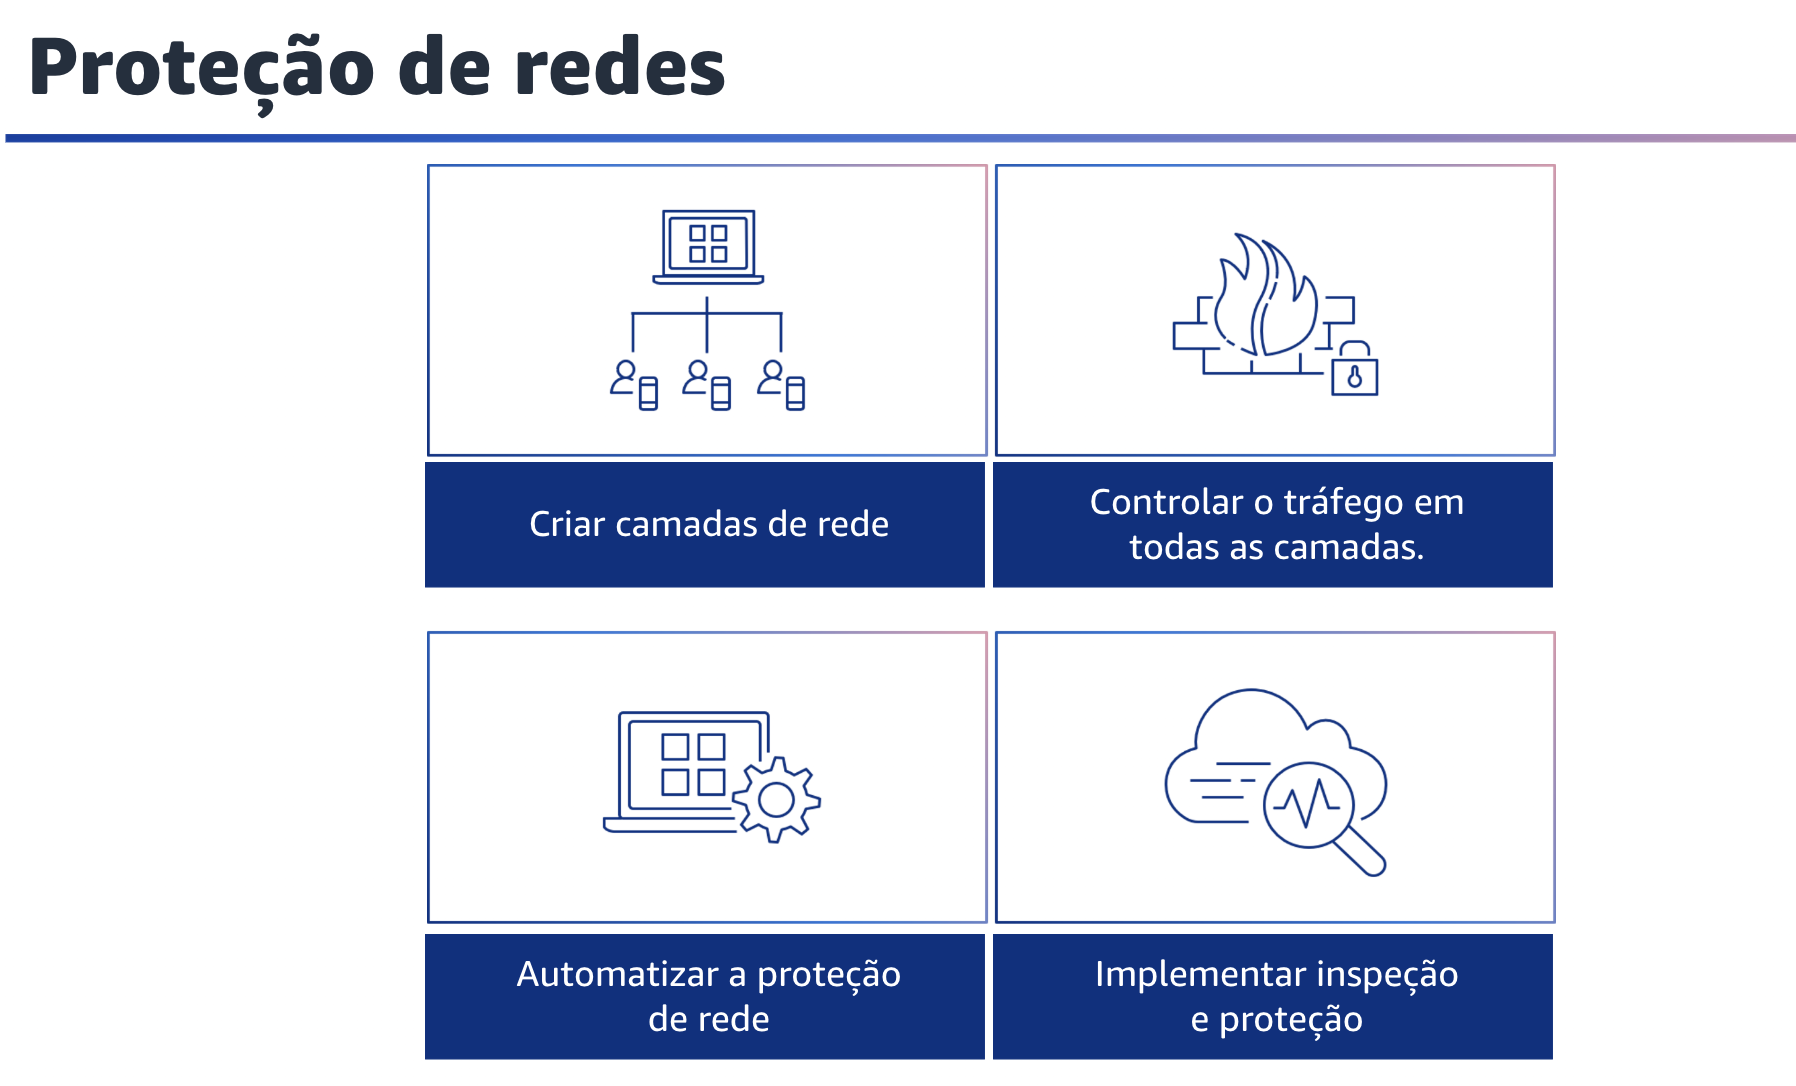 Proteção de redes
Criar camadas de rede
Controlar o tráfego em
todas as camadas.
Automatizar a proteção
de rede
Implementar inspeção
e proteção